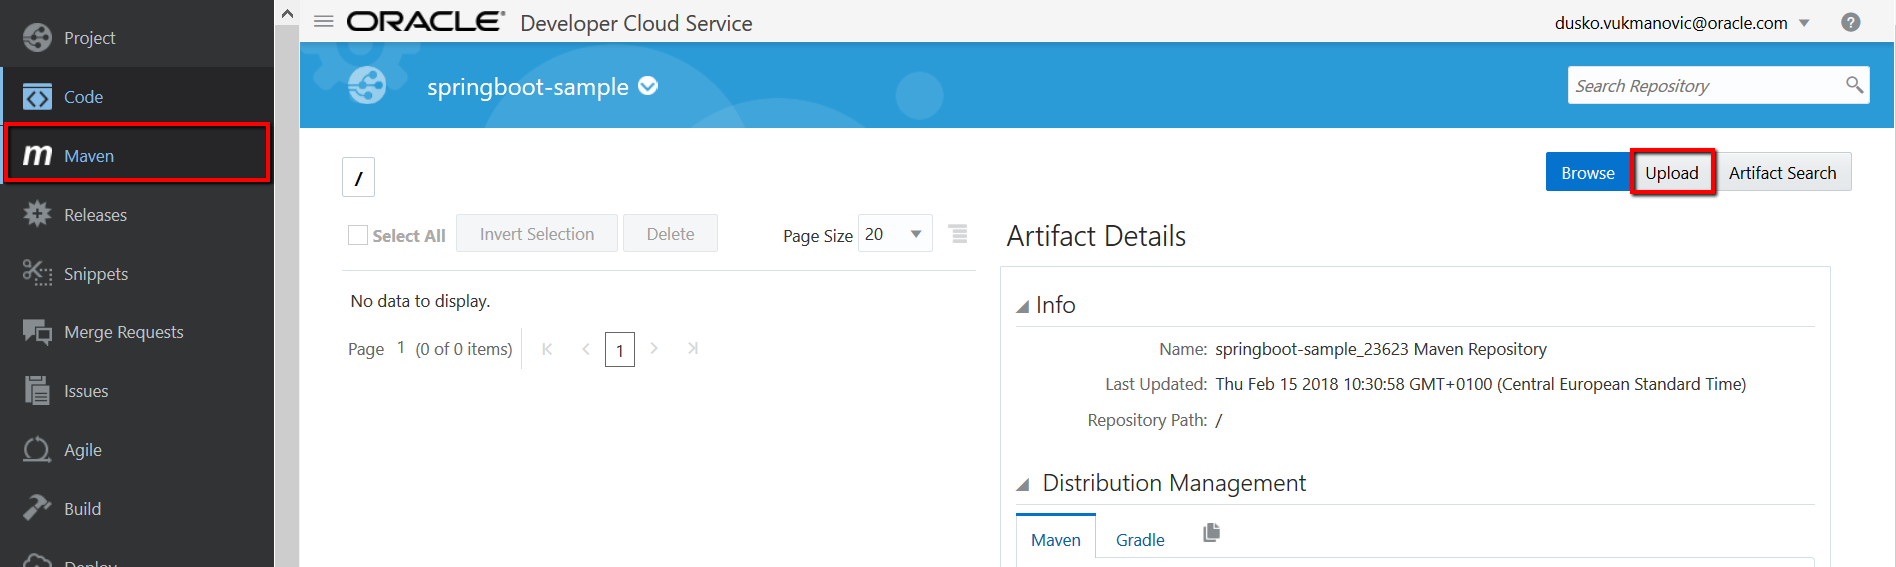 Project
Code
m Maven
Releases
Snippets
Merge Requests
Issues
Agile
Build
Deploy
ORACLE® Developer Cloud Service
dusko.vukmanovic@oracle.com
?
springboot-sample
Search Repository
/
Browse Upload Artifact Search
Select All Invert Selection Delete Page Size 20
No data to display.
Page 1 (0 of 0 items) 1
Artifact Details
Info
Name: springboot-sample_23623 Maven Repository
Last Updated: Thu Feb 15 2018 10:30:58 GMT+0100 (Central European Standard Time)
Repository Path: /
Distribution Management
Maven Gradle